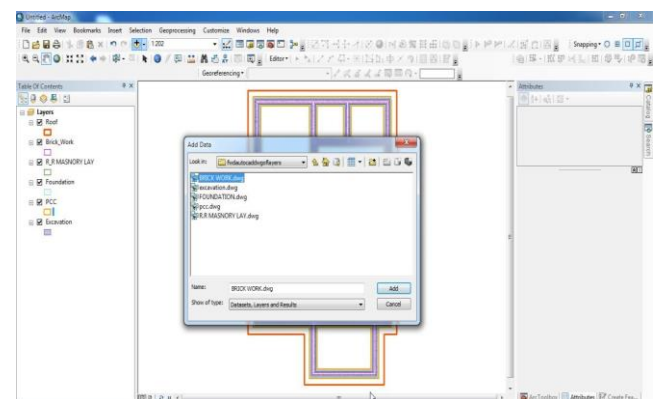 Untitled - ArcMap
File Edit View Bookmarks Insert Selection Geoprocessing Customize Windows Help
1:202
Snapping
Editor
Georeferencing
Table Of Contents
Layers
Roof
Brick_Work
R_R MASNORY LAY
Foundation
PCC
Excavation
Add Data
Look in:
BRICK WORK.dwg
excavation.dwg
FOUNDATION.dwg
pcc.dwg
R.R MASNORY LAY.dwg
Name: BRICK WORK.dwg Add
Show of type: Datasets, Layers and Results Cancel
Attributes
Catalog
Search
ArcToolbox Attributes Create Fea...